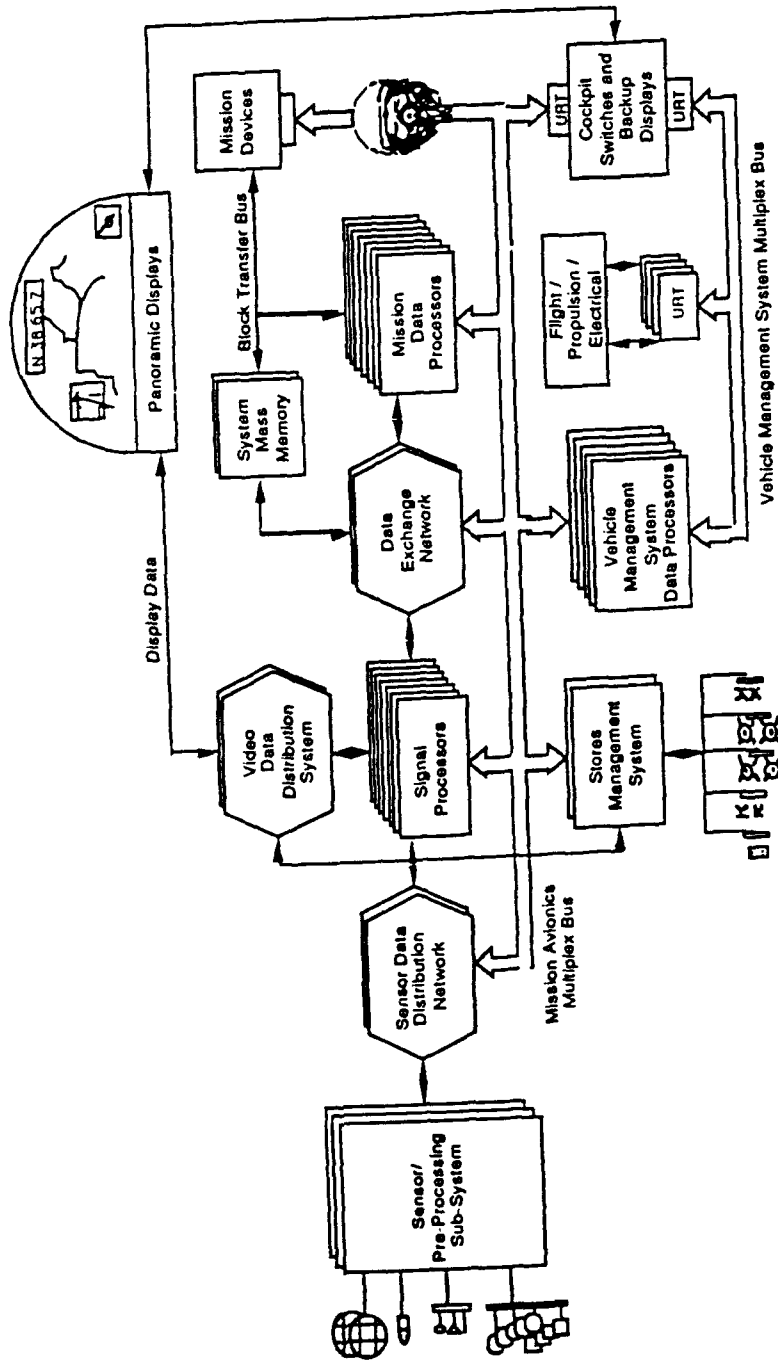 N 38 65.7
Panoramic Displays
Display Data
Block Transfer Bus
Mission
Devices
System
Mass
Memory
Video
Data
Distribution
System
Mission
Data
Processors
Data
Exchange
Network
Signal
Processors
Sensor Data
Distribution
Network
Sensor/
Pre-Processing
Sub-System
Mission Avionics
Multiplex Bus
Stores
Management
System
Vehicle
Management
System
Data Processors
Flight /
Propulsion /
Electrical
URT
URT
Cockpit
Switches and
Backup
Displays
URT
Vehicle Management System Multiplex Bus